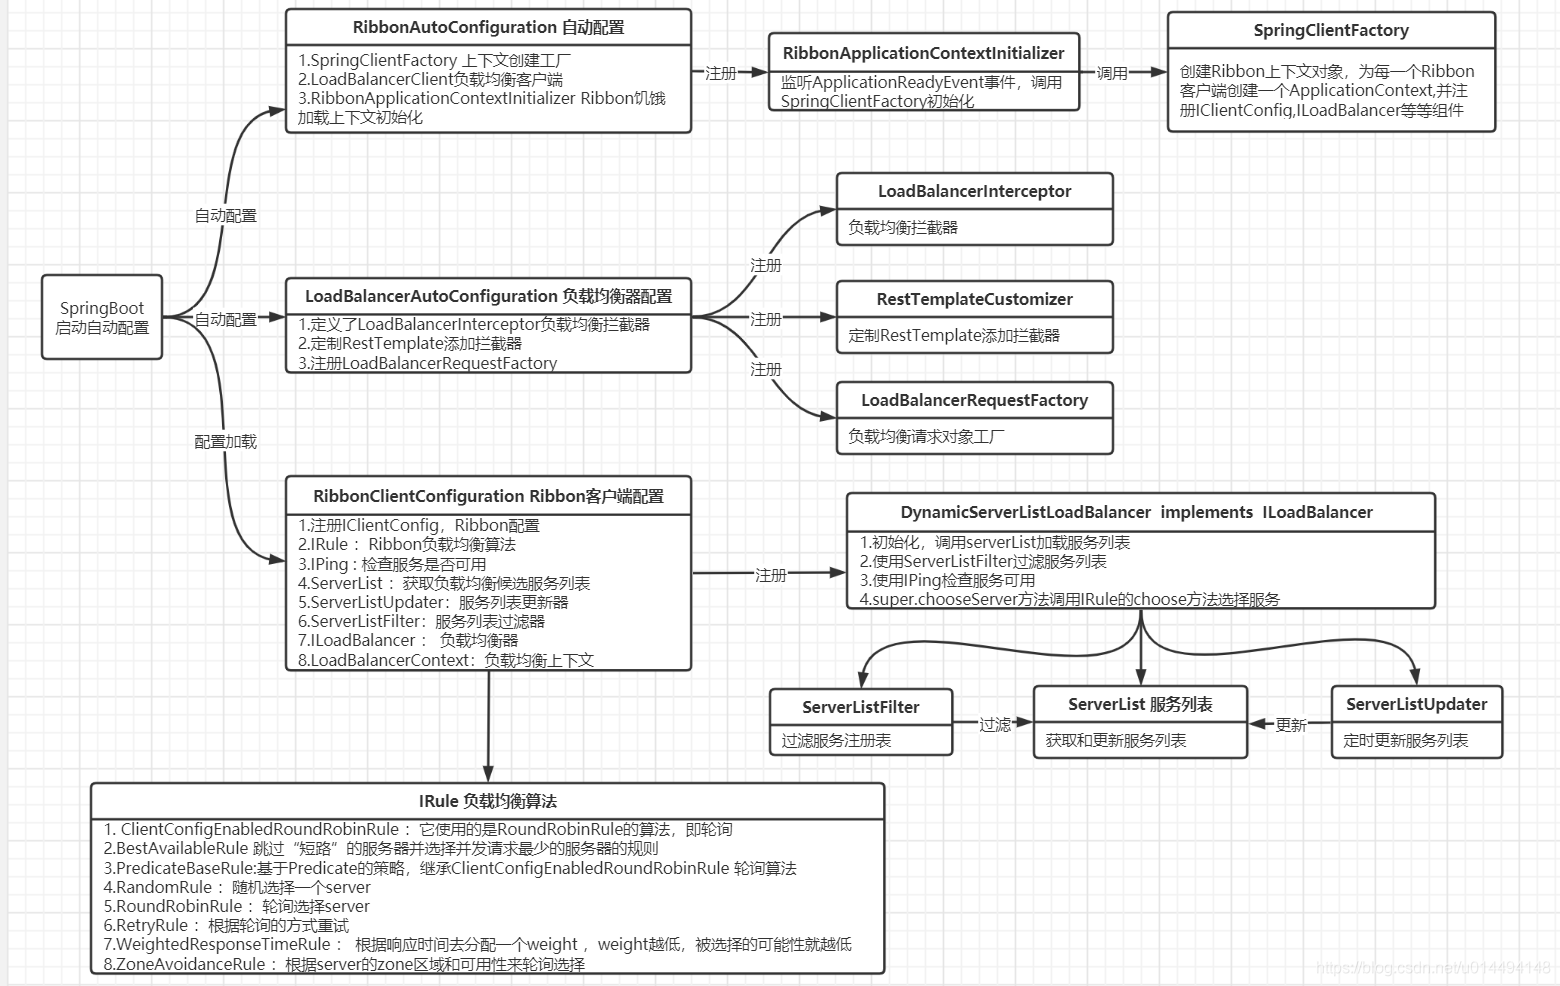 RibbonAutoConfiguration 自动配置
1.SpringClientFactory 上下文创建工厂
2.LoadBalancerClient负载均衡客户端
3.RibbonApplicationContextInitializer Ribbon饥饿
加载上下文初始化
注册
RibbonApplicationContextInitializer
监听ApplicationReadyEvent事件，调用
SpringClientFactory初始化
调用
SpringClientFactory
创建Ribbon上下文对象，为每一个Ribbon
客户端创建一个ApplicationContext,并注
册IClientConfig,ILoadBalancer等等组件
自动配置
SpringBoot
启动自动配置
自动配置
LoadBalancerAutoConfiguration 负载均衡器配置
1.定义了LoadBalancerInterceptor负载均衡拦截器
2.定制RestTemplate添加拦截器
3.注册LoadBalancerRequestFactory
注册
LoadBalancerInterceptor
负载均衡拦截器
注册
RestTemplateCustomizer
定制RestTemplate添加拦截器
注册
LoadBalancerRequestFactory
负载均衡请求对象工厂
配置加载
RibbonClientConfiguration Ribbon客户端配置
1.注册IClientConfig，Ribbon配置
2.IRule ：Ribbon负载均衡算法
3.IPing : 检查服务是否可用
4.ServerList ：获取负载均衡候选服务列表
5.ServerListUpdater：服务列表更新器
6.ServerListFilter：服务列表过滤器
7.ILoadBalancer ： 负载均衡器
8.LoadBalancerContext：负载均衡上下文
注册
DynamicServerListLoadBalancer implements ILoadBalancer
1.初始化，调用serverList加载服务列表
2.使用ServerListFilter过滤服务列表
3.使用IPing检查服务可用
4.super.chooseServer方法调用IRule的choose方法选择服务
ServerListFilter
过滤服务注册表
过滤
ServerList 服务列表
获取和更新服务列表
更新
ServerListUpdater
定时更新服务列表
IRule 负载均衡算法
1. ClientConfigEnabledRoundRobinRule ：它使用的是RoundRobinRule的算法，即轮询
2.BestAvailableRule 跳过“短路”的服务器并选择并发请求最少的服务器的规则
3.PredicateBaseRule:基于Predicate的策略，继承ClientConfigEnabledRoundRobinRule 轮询算法
4.RandomRule ：随机选择一个server
5.RoundRobinRule ：轮询选择server
6.RetryRule ：根据轮询的方式重试
7.WeightedResponseTimeRule ： 根据响应时间去分配一个weight ，weight越低，被选择的可能性就越低
8.ZoneAvoidanceRule ：根据server的zone区域和可用性来轮询选择
https://blog.csdn.net/u014494148